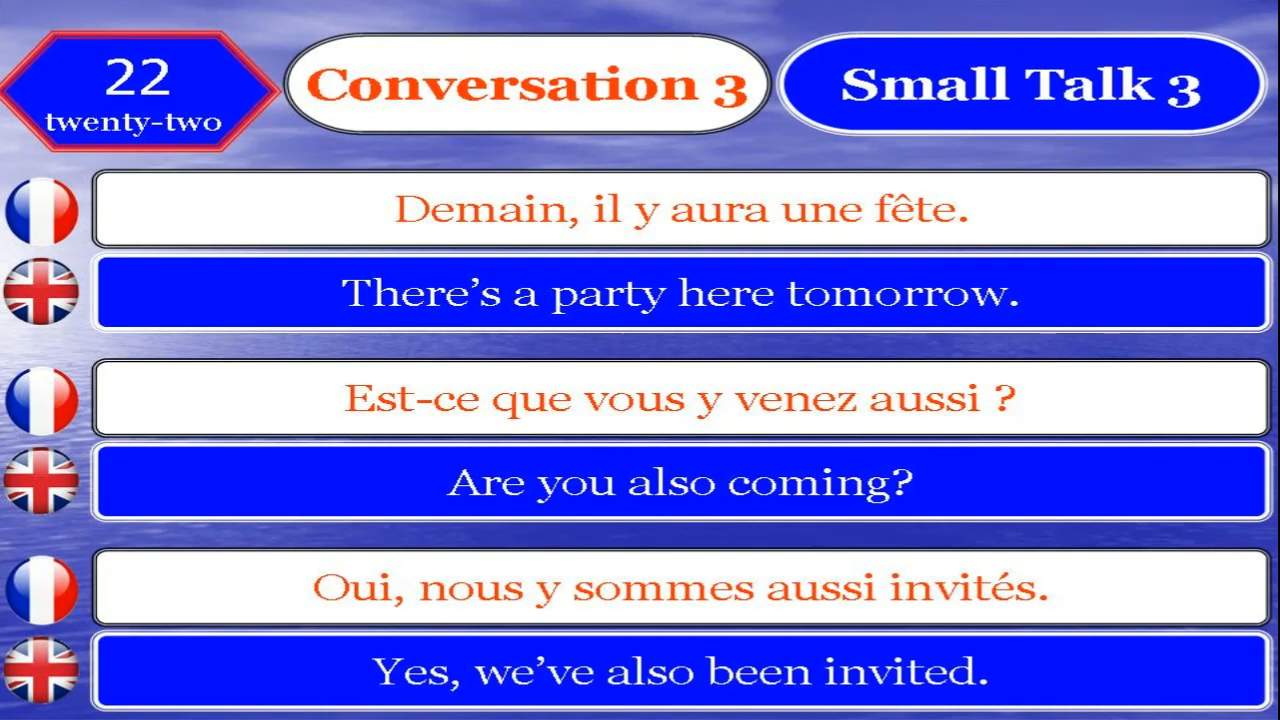 22
twenty-two
Conversation 3
Small Talk 3
Demain, il y aura une fête.
There’s a party here tomorrow.
Est-ce que vous y venez aussi ?
Are you also coming?
Oui, nous y sommes aussi invités.
Yes, we’ve also been invited.